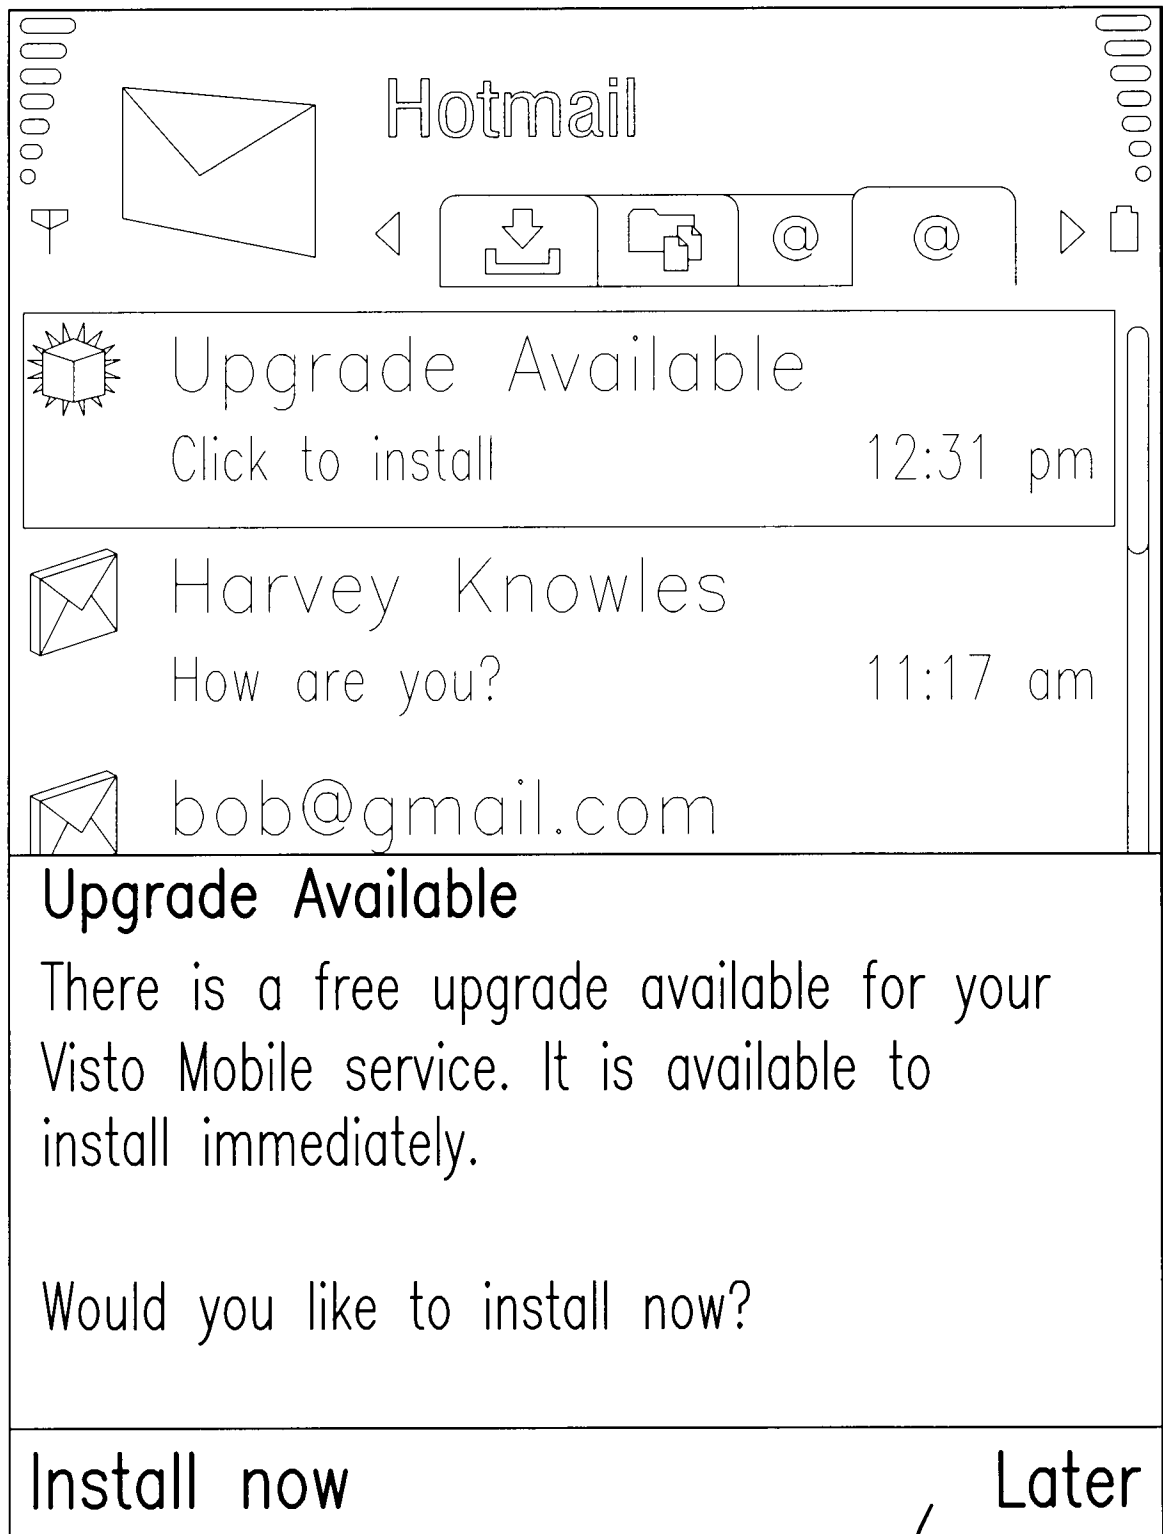 Hotmail
@ @
Upgrade Available
Click to install 12:31 pm
Harvey Knowles
How are you? 11:17 am
bob@gmail.com
Upgrade Available
There is a free upgrade available for your
Visto Mobile service. It is available to
install immediately.
Would you like to install now?
Install now Later